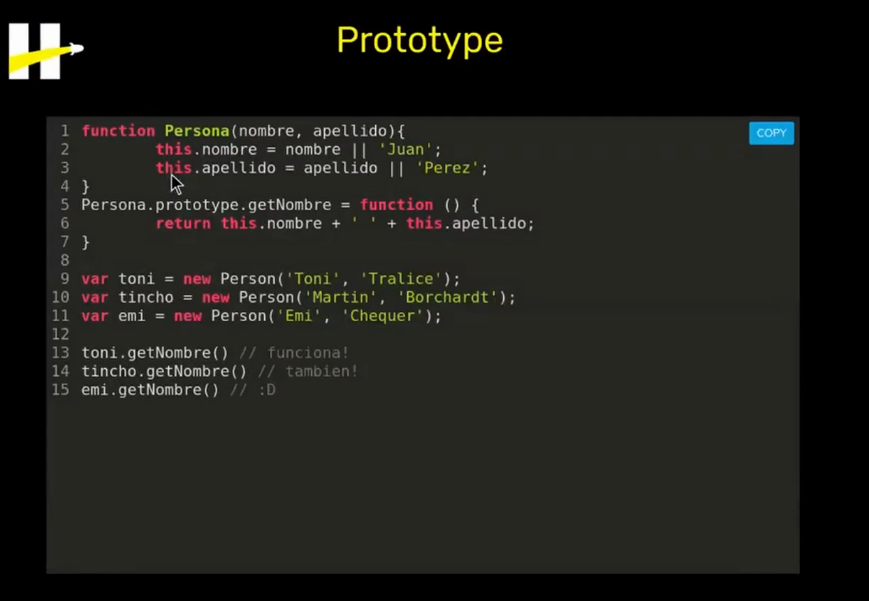 Prototype
COPY
1 function Persona(nombre, apellido){
2         this.nombre = nombre || 'Juan';
3         this.apellido = apellido || 'Perez';
4 }
5 Persona.prototype.getNombre = function () {
6         return this.nombre + ' ' + this.apellido;
7 }
8
9 var toni = new Person('Toni', 'Tralice');
10 var tincho = new Person('Martin', 'Borchardt');
11 var emi = new Person('Emi', 'Chequer');
12
13 toni.getNombre() // funciona!
14 tincho.getNombre() // tambien!
15 emi.getNombre() // :D